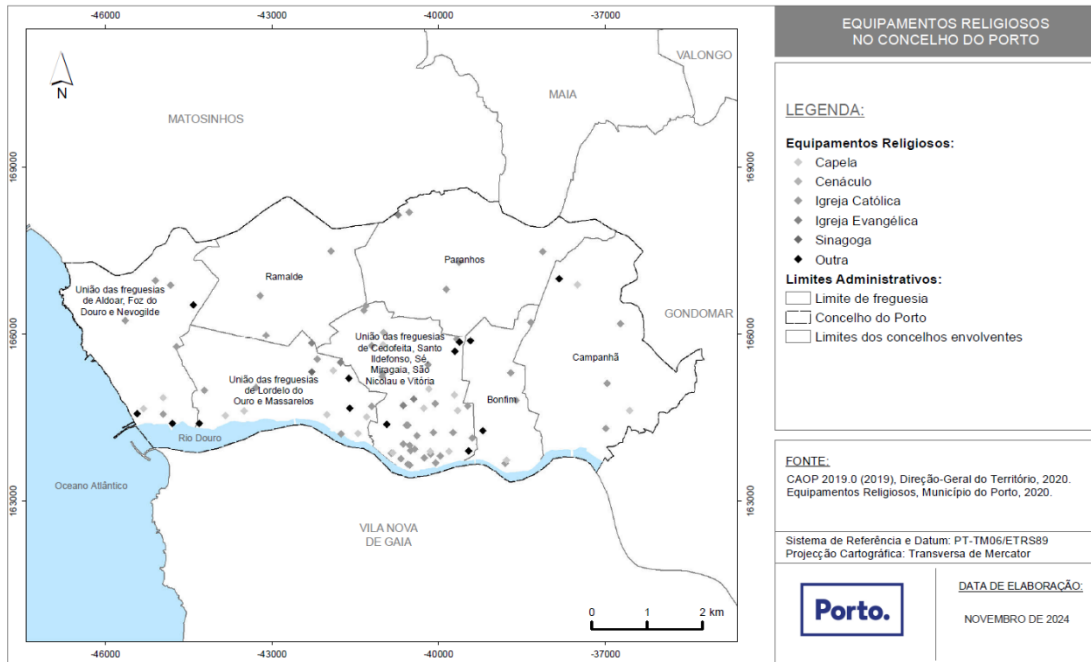 -46000
-43000
-40000
-37000
EQUIPAMENTOS RELIGIOSOS
NO CONCELHO DO PORTO
VALONGO
MAIA
N
MATOSINHOS
LEGENDA:
Equipamentos Religiosos:
Capela
Cenáculo
Igreja Católica
Igreja Evangélica
Sinagoga
Outra
Limites Administrativos:
Limite de freguesia
Concelho do Porto
Limites dos concelhos envolventes
169000
169000
Paranhos
Ramalde
União das freguesias
de Aldoar, Foz do
Douro e Nevogilde
GONDOMAR
166000
166000
União das freguesias
de Cedofeita, Santo
Ildefonso, Sé,
Miragaia, São
Nicolau e Vitória
Campanhã
União das freguesias
de Lordelo do
Ouro e Massarelos
Bonfim
Rio Douro
Oceano Atlântico
163000
163000
VILA NOVA
DE GAIA
FONTE:
CAOP 2019.0 (2019), Direção-Geral do Território, 2020.
Equipamentos Religiosos, Município do Porto, 2020.
Sistema de Referência e Datum: PT-TM06/ETRS89
Projecção Cartográfica: Transversa de Mercator
Porto.
DATA DE ELABORAÇÃO:
NOVEMBRO DE 2024
0 1 2 km
-46000
-43000
-40000
-37000